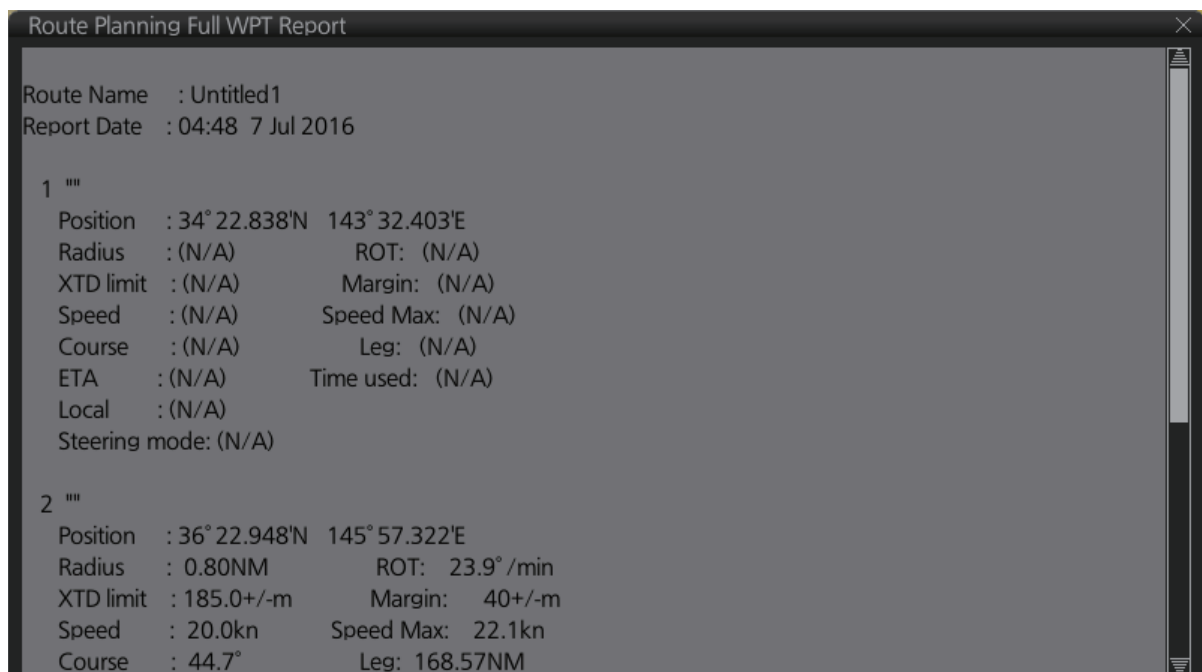 Route Planning Full WPT Report
Route Name : Untitled1
Report Date : 04:48 7 Jul 2016
1 ""
Position : 34°22.838'N 143°32.403'E
Radius : (N/A) ROT: (N/A)
XTD limit : (N/A) Margin: (N/A)
Speed : (N/A) Speed Max: (N/A)
Course : (N/A) Leg: (N/A)
ETA : (N/A) Time used: (N/A)
Local : (N/A)
Steering mode: (N/A)
2 ""
Position : 36°22.948'N 145°57.322'E
Radius : 0.80NM ROT: 23.9°/min
XTD limit : 185.0+/-m Margin: 40+/-m
Speed : 20.0kn Speed Max: 22.1kn
Course : 44.7° Leg: 168.57NM